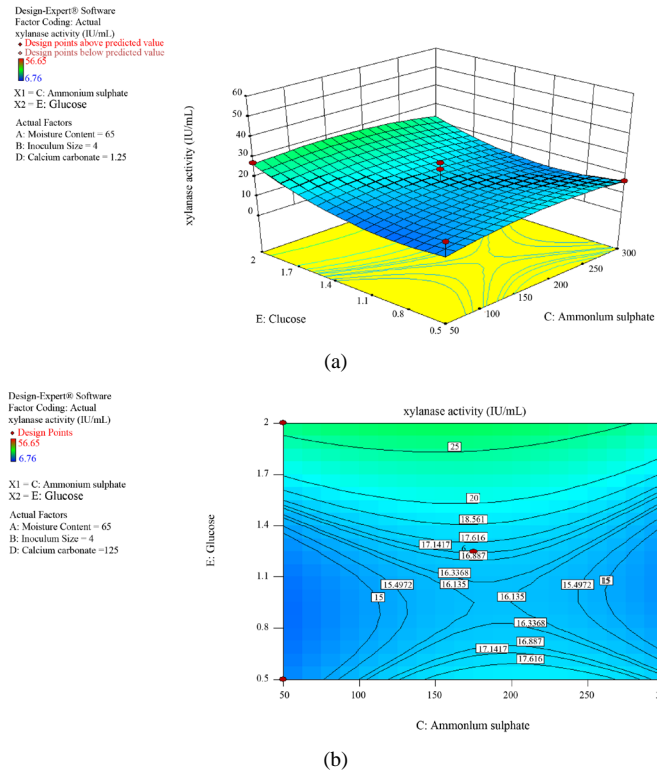 Design-Expert® Software
Factor Coding: Actual
xylanase activity (IU/mL)
Design points above predicted value
Design points below predicted value
56.65
6.76
X1 = C: Ammonium sulphate
X2 = E: Glucose
Actual Factors
A: Moisture Content = 65
B: Inoculum Size = 4
D: Calcium carbonate = 1.25
xylanase activity (IU/mL)
60
50
40
30
20
10
0
2
1.7
1.4
1.1
0.8
0.5
50
100
150
200
250
300
E: Clucose
C: Ammonlum sulphate
(a)
Design-Expert® Software
Factor Coding: Actual
xylanase activity (IU/mL)
Design Points
56.65
6.76
X1 = C: Ammonium sulphate
X2 = E: Glucose
Actual Factors
A: Moisture Content = 65
B: Inoculum Size = 4
D: Calcium carbonate =125
xylanase activity (IU/mL)
E: Glucose
2
1.7
1.4
1.1
0.8
0.5
25
20
18.561
17.616
17.1417
6
16.887
16.3368
15.4972
16.135
15.4972
15
15
16.135
16.3368
16.887
17.1417
17.616
50
100
150
200
250
C: Ammonlum sulphate
(b)